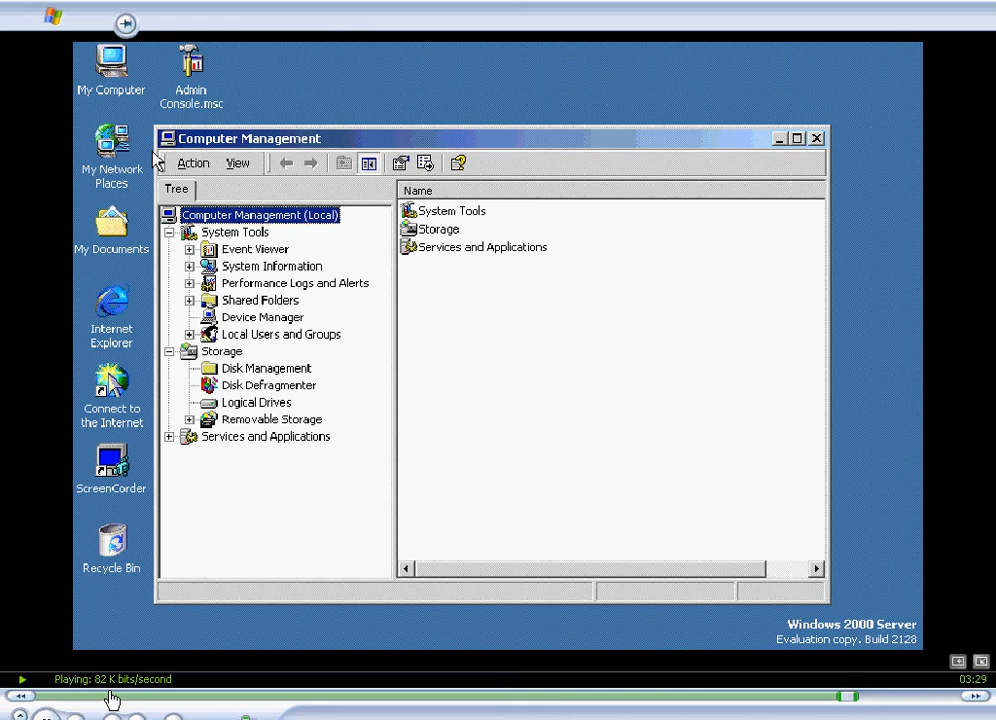 My Computer
Admin
Console.msc
My Network
Places
My Documents
Internet
Explorer
Connect to
the Internet
ScreenCorder
Recycle Bin
Computer Management
Action View
Tree
Computer Management (Local)
System Tools
Event Viewer
System Information
Performance Logs and Alerts
Shared Folders
Device Manager
Local Users and Groups
Storage
Disk Management
Disk Defragmenter
Logical Drives
Removable Storage
Services and Applications
Name
System Tools
Storage
Services and Applications
Windows 2000 Server
Evaluation copy. Build 2128
Playing: 82 K bits/second
03:29